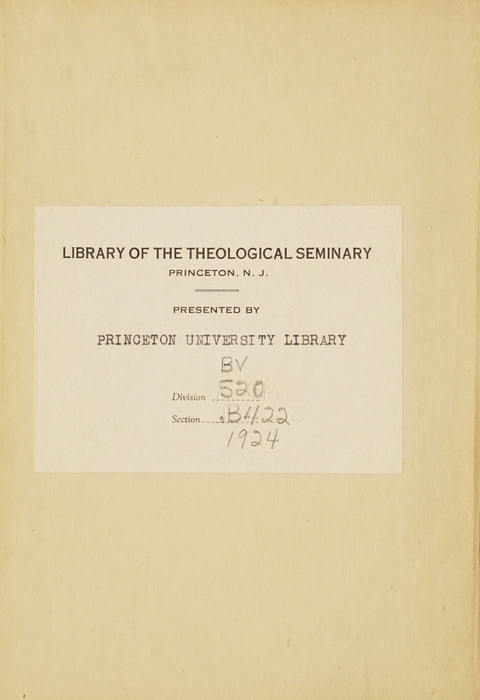 LIBRARY OF THE THEOLOGICAL SEMINARY
PRINCETON, N. J.
PRESENTED BY
PRINCETON UNIVERSITY LIBRARY
BV
Division 520
Section .B422
1924